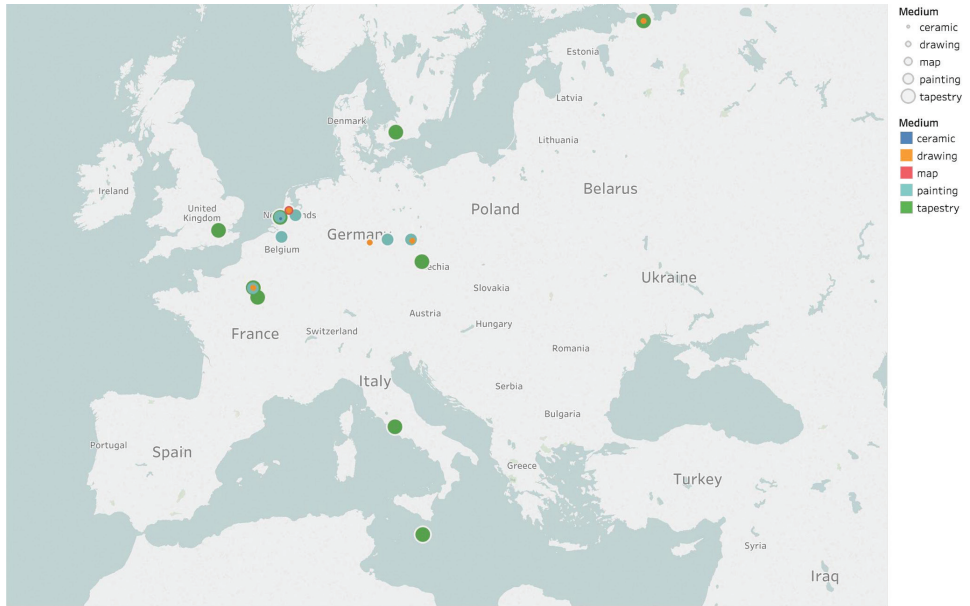 Medium
ceramic
drawing
map
painting
tapestry
Medium
ceramic
drawing
map
painting
tapestry
Estonia
Latvia
Denmark
Lithuania
Ireland
United
Kingdom
Belarus
Poland
Germany
Belgium
Ukraine
Slovakia
Austria
Hungary
France
Switzerland
Romania
Italy
Serbia
Bulgaria
Portugal
Spain
Greece
Turkey
Syria
Iraq